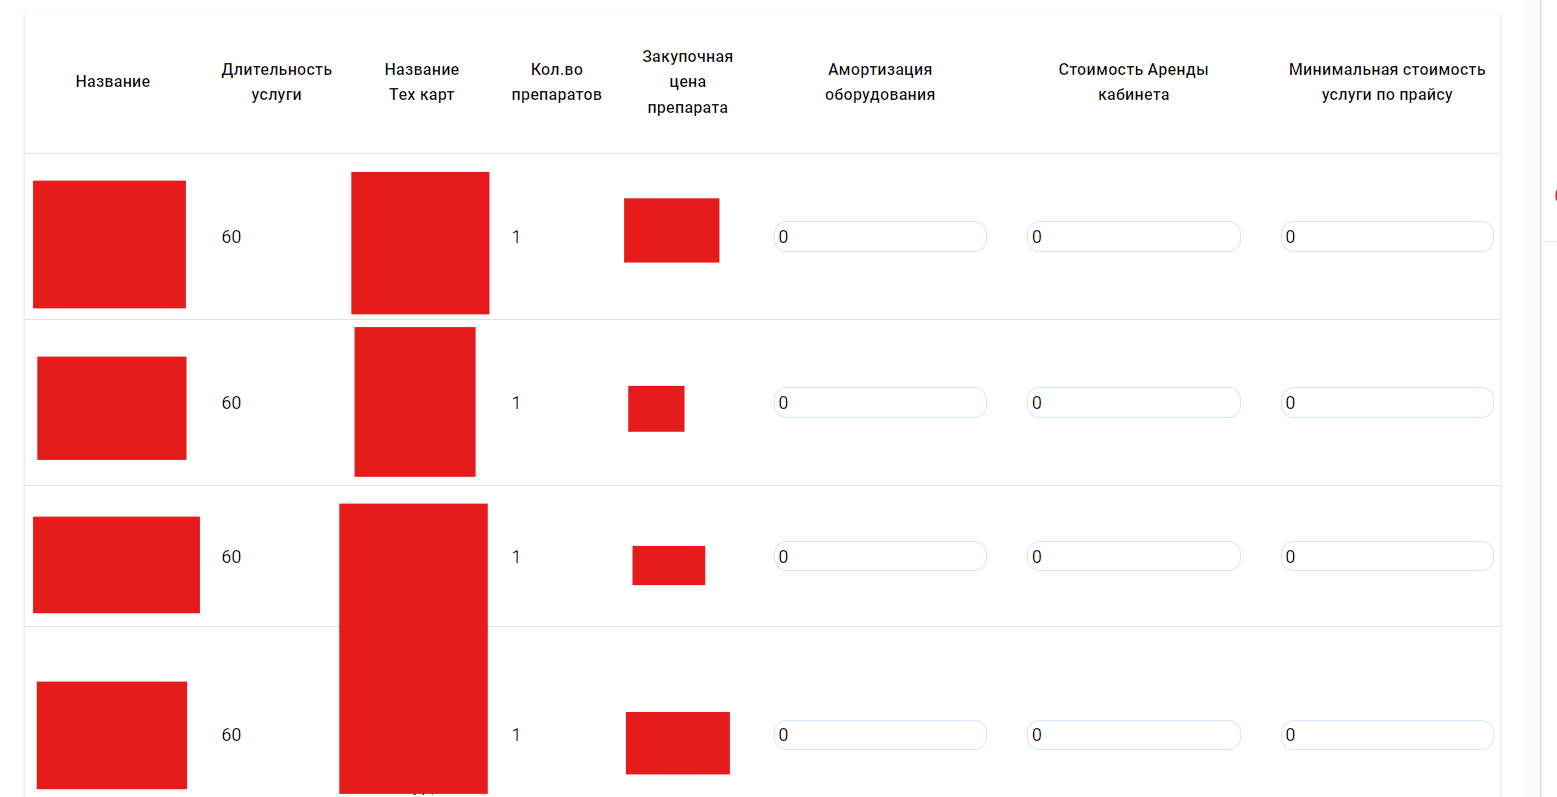 Название
Длительность
услуги
Название
Тех карт
Кол.во
препаратов
Закупочная
цена
препарата
Амортизация
оборудования
Стоимость Аренды
кабинета
Минимальная стоимость
услуги по прайсу
60 1 0 0 0
60 1 0 0 0
60 1 0 0 0
60 1 0 0 0